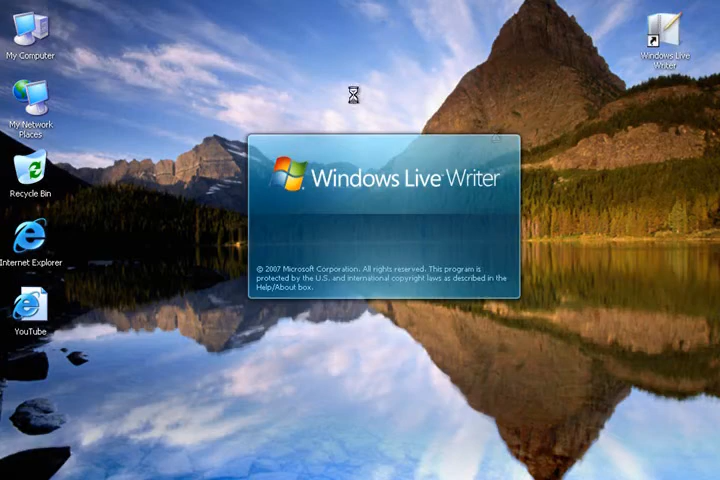 My Computer
My Network
Places
Recycle Bin
Internet Explorer
YouTube
Windows Live
Writer
Windows Live Writer
© 2007 Microsoft Corporation. All rights reserved. This program is
protected by the U.S. and international copyright laws as described in the
Help/About box.